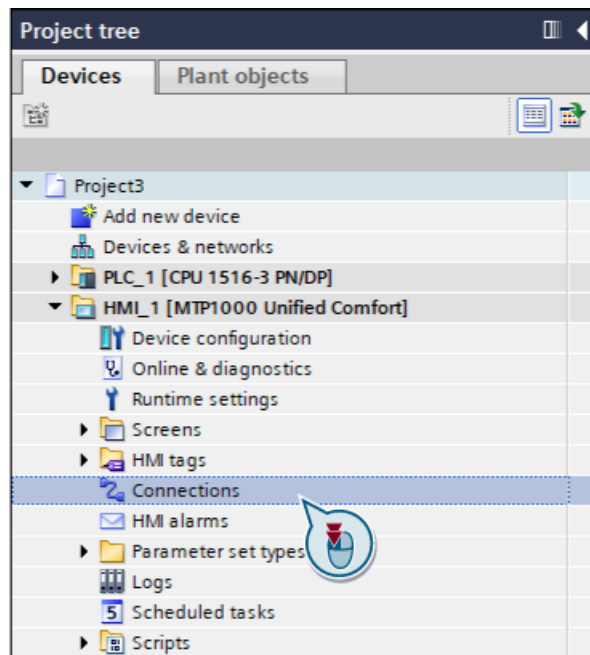 Project tree
Devices Plant objects
Project3
Add new device
Devices & networks
PLC_1 [CPU 1516-3 PN/DP]
HMI_1 [MTP1000 Unified Comfort]
Device configuration
Online & diagnostics
Runtime settings
Screens
HMI tags
Connections
HMI alarms
Parameter set types
Logs
5 Scheduled tasks
Scripts